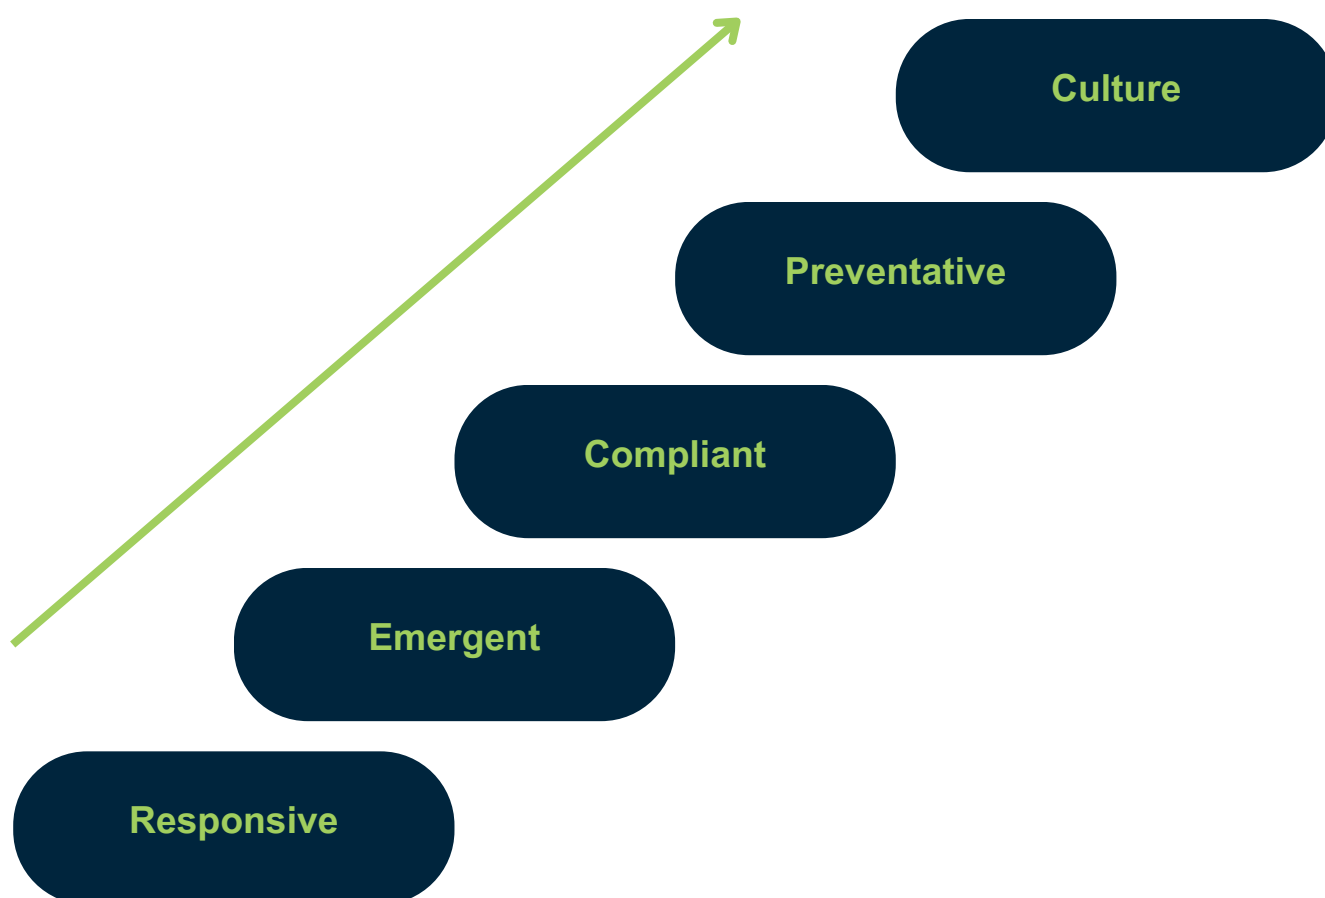 Culture
Preventative
Compliant
Emergent
Responsive